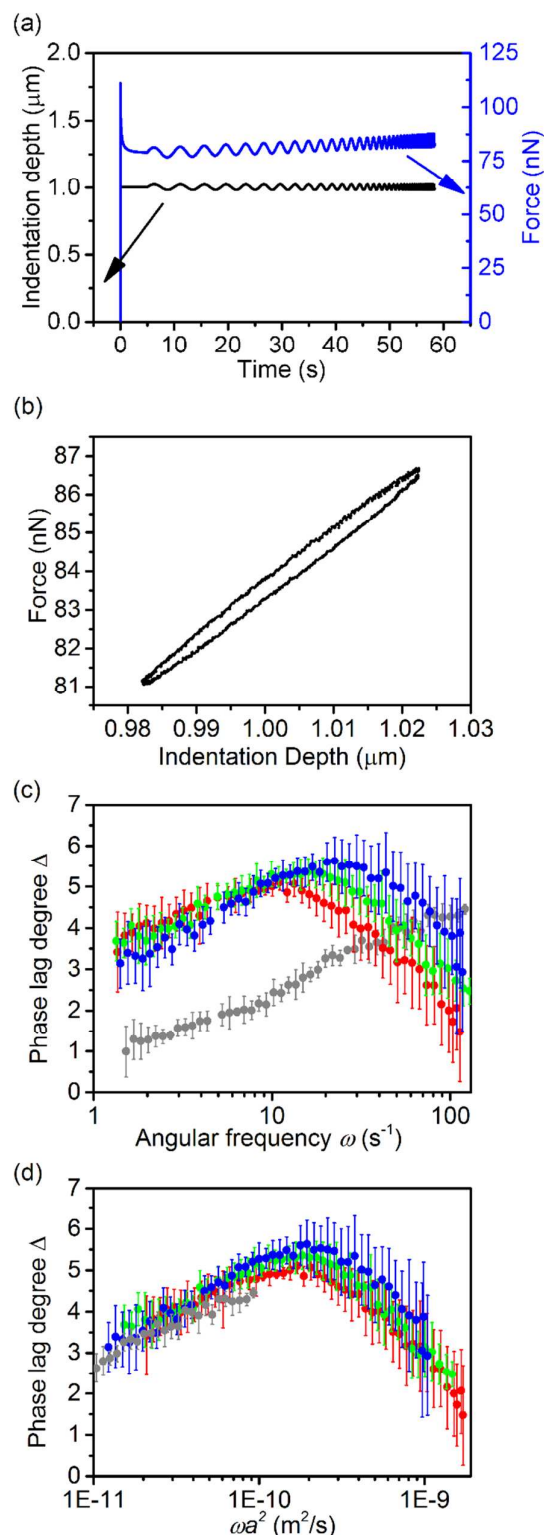 (a)
2.0
1.5
1.0
0.5
0.0
Indentation depth (μm)
125
100
75
50
25
0
Force (nN)
0 10 20 30 40 50 60
Time (s)
(b)
87
86
85
84
83
82
81
Force (nN)
0.98 0.99 1.00 1.01 1.02 1.03
Indentation Depth (μm)
(c)
7
6
5
4
3
2
1
0
Phase lag degree Δ
1 10 100
Angular frequency ω (s⁻¹)
(d)
7
6
5
4
3
2
1
0
Phase lag degree Δ
1E-11 1E-10 1E-9
ωa² (m²/s)